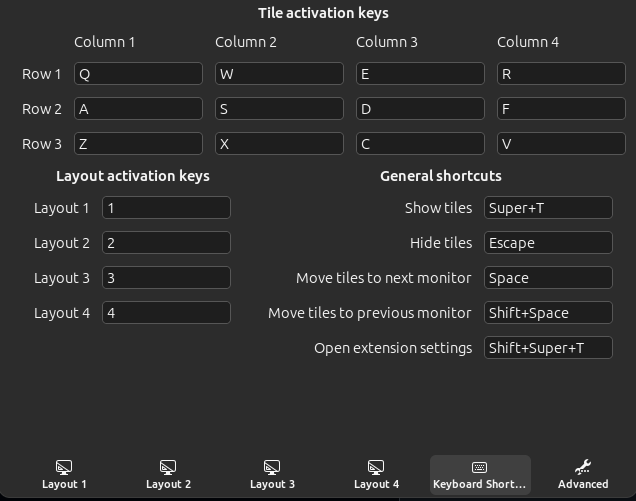 Tile activation keys
Column 1 Column 2 Column 3 Column 4
Row 1 Q W E R
Row 2 A S D F
Row 3 Z X C V
Layout activation keys General shortcuts
Layout 1 1 Show tiles Super+T
Layout 2 2 Hide tiles Escape
Layout 3 3 Move tiles to next monitor Space
Layout 4 4 Move tiles to previous monitor Shift+Space
Open extension settings Shift+Super+T
Layout 1 Layout 2 Layout 3 Layout 4 Keyboard Short... Advanced